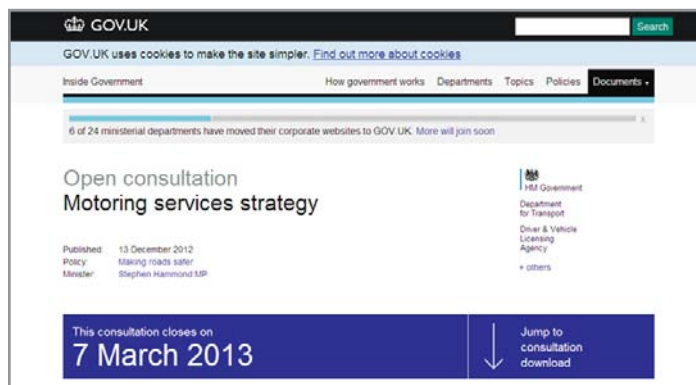 GOV.UK
Search
GOV.UK uses cookies to make the site simpler. Find out more about cookies
Inside Government How government works Departments Topics Policies Documents
6 of 24 ministerial departments have moved their corporate websites to GOV.UK. More will join soon x
Open consultation
Motoring services strategy
HM Government
Department
for Transport
Driver & Vehicle
Licensing
Agency
+ others
Published: 13 December 2012
Policy: Making roads safer
Minister: Stephen Hammond MP
This consultation closes on
7 March 2013
Jump to
consultation
download